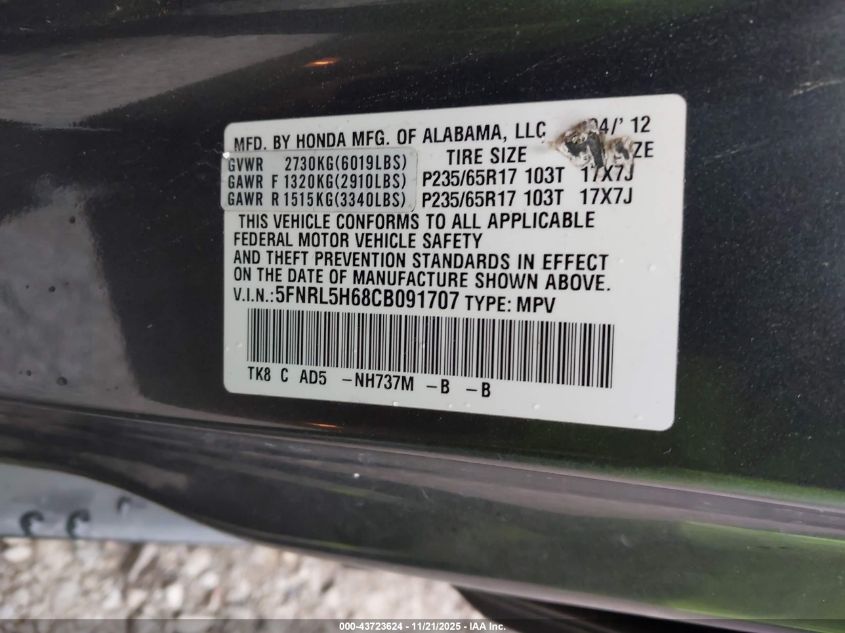 MFD. BY HONDA MFG. OF ALABAMA, LLC 04/' 12
GVWR 2730KG(6019LBS) TIRE SIZE ZE
GAWR F 1320KG(2910LBS) P235/65R17 103T 17X7J
GAWR R 1515KG(3340LBS) P235/65R17 103T 17X7J
THIS VEHICLE CONFORMS TO ALL APPLICABLE
FEDERAL MOTOR VEHICLE SAFETY
AND THEFT PREVENTION STANDARDS IN EFFECT
ON THE DATE OF MANUFACTURE SHOWN ABOVE.
V.I.N.:5FNRL5H68CB091707 TYPE: MPV
TK8 C AD5 -NH737M -B -B
000-43723624 - 11/21/2025 - IAA Inc.